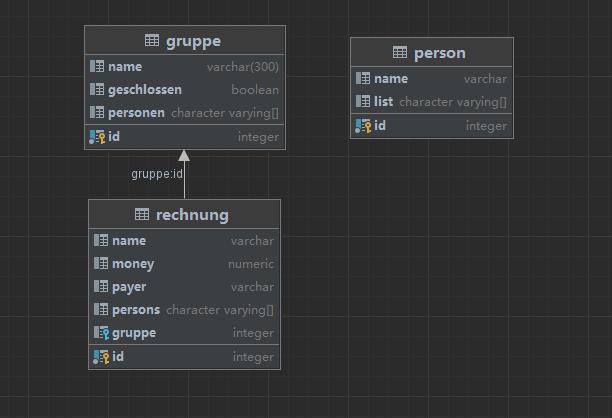 gruppe
name varchar(300)
geschlossen boolean
personen character varying[]
id integer
person
name varchar
list character varying[]
id integer
gruppe:id
rechnung
name varchar
money numeric
payer varchar
persons character varying[]
gruppe integer
id integer